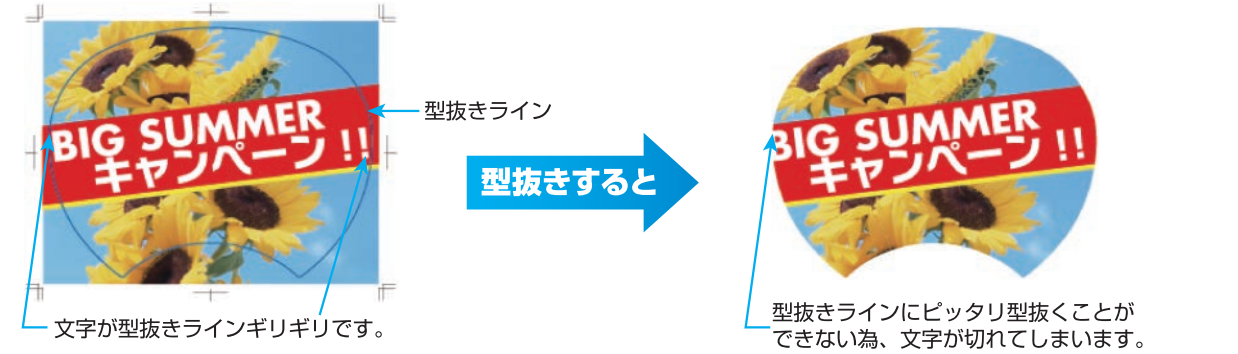 BIG SUMMER
キャンペーン !!
型抜きライン
文字が型抜きラインギリギリです。
型抜きすると
BIG SUMMER
キャンペーン !!
型抜きラインにピッタリ型抜くことが
できない為、文字が切れてしまいます。